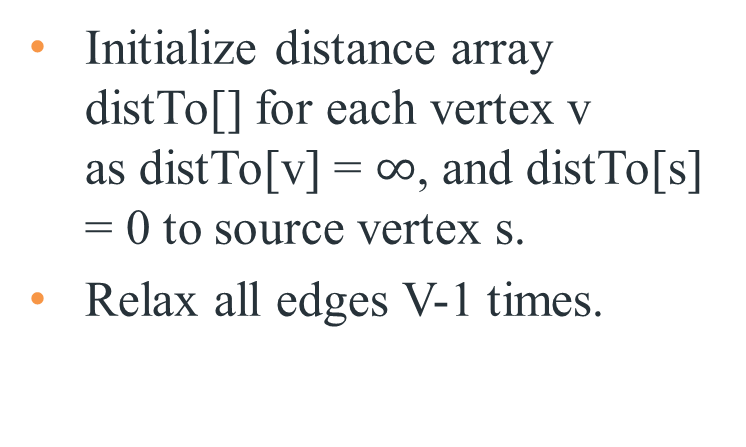 • Initialize distance array
distTo[] for each vertex v
as distTo[v] = ∞, and distTo[s]
= 0 to source vertex s.
• Relax all edges V-1 times.